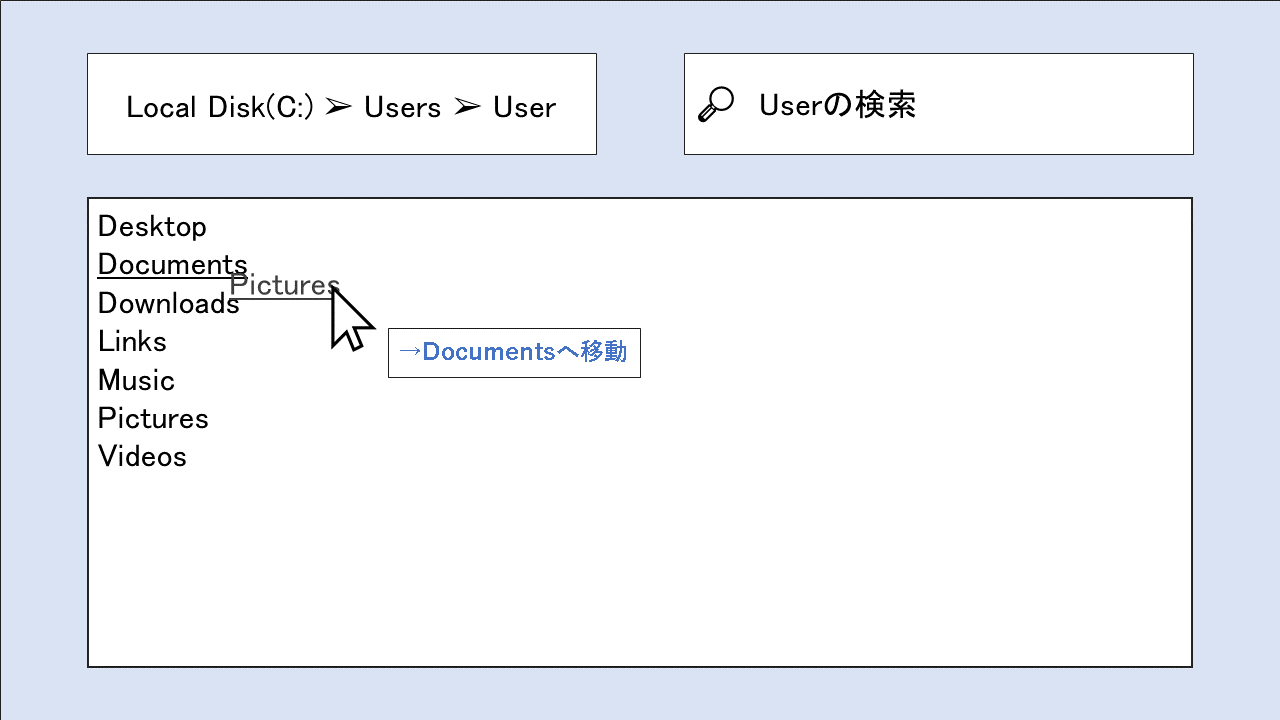 Local Disk(C:) ➢ Users ➢ User
Userの検索
Desktop
Documents
Pictures
Downloads
Links
→Documentsへ移動
Music
Pictures
Videos